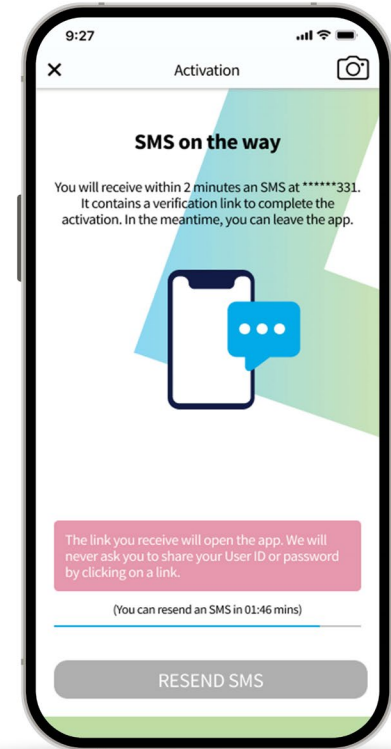 9:27
Activation
SMS on the way
You will receive within 2 minutes an SMS at ******331.
It contains a verification link to complete the
activation. In the meantime, you can leave the app.
The link you receive will open the app. We will
never ask you to share your User ID or password
by clicking on a link.
(You can resend an SMS in 01:46 mins)
RESEND SMS